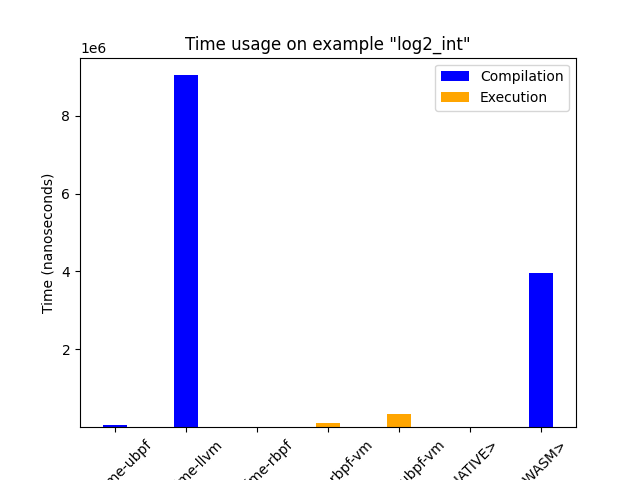 Time usage on example "log2_int"
1e6
Compilation
Execution
8
6
4
2
Time (nanoseconds)
me-ubpf
me-llvm
me-rbpf
rbpf-vm
ubpf-vm
NATIVE>
WASM>